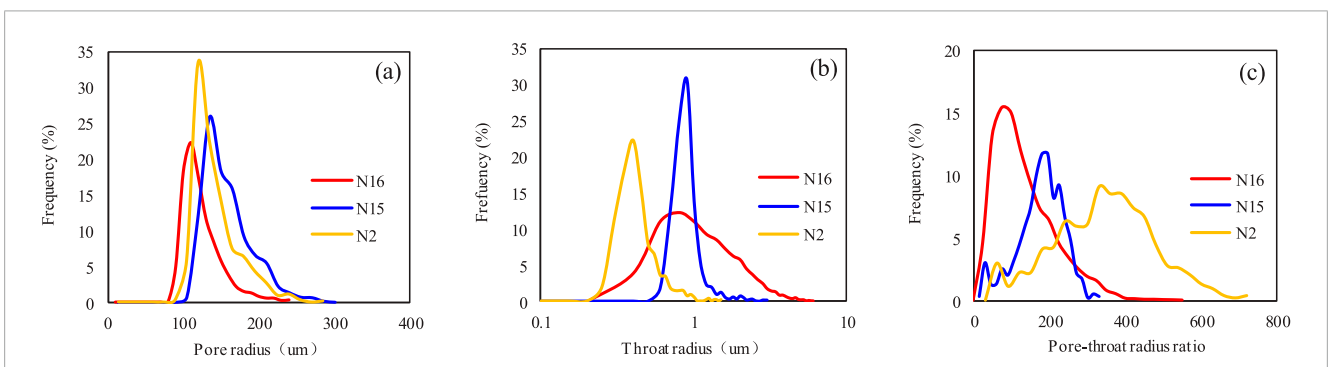 35
30
25
20
15
10
5
0
Frequency (%)
(a)
N16
N15
N2
0 100 200 300 400
Pore radius（um）
35
30
25
20
15
10
5
0
Frefuency (%)
(b)
N16
N15
N2
0.1 1 10
Throat radius（um）
20
15
10
5
0
Frequency (%)
(c)
N16
N15
N2
0 200 400 600 800
Pore-throat radius ratio